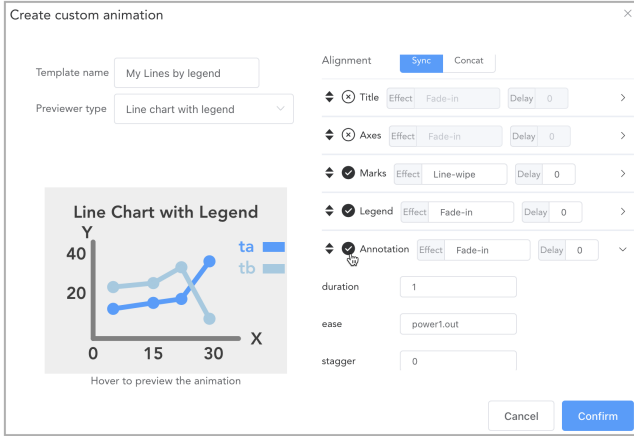 Create custom animation
Template name My Lines by legend
Previewer type Line chart with legend
Line Chart with Legend
Y
40
20
0 15 30
X
ta
tb
Hover to preview the animation
Alignment Sync Concat
Title Effect Fade-in Delay 0
Axes Effect Fade-in Delay 0
Marks Effect Line-wipe Delay 0
Legend Effect Fade-in Delay 0
Annotation Effect Fade-in Delay 0
duration 1
ease power1.out
stagger 0
Cancel Confirm